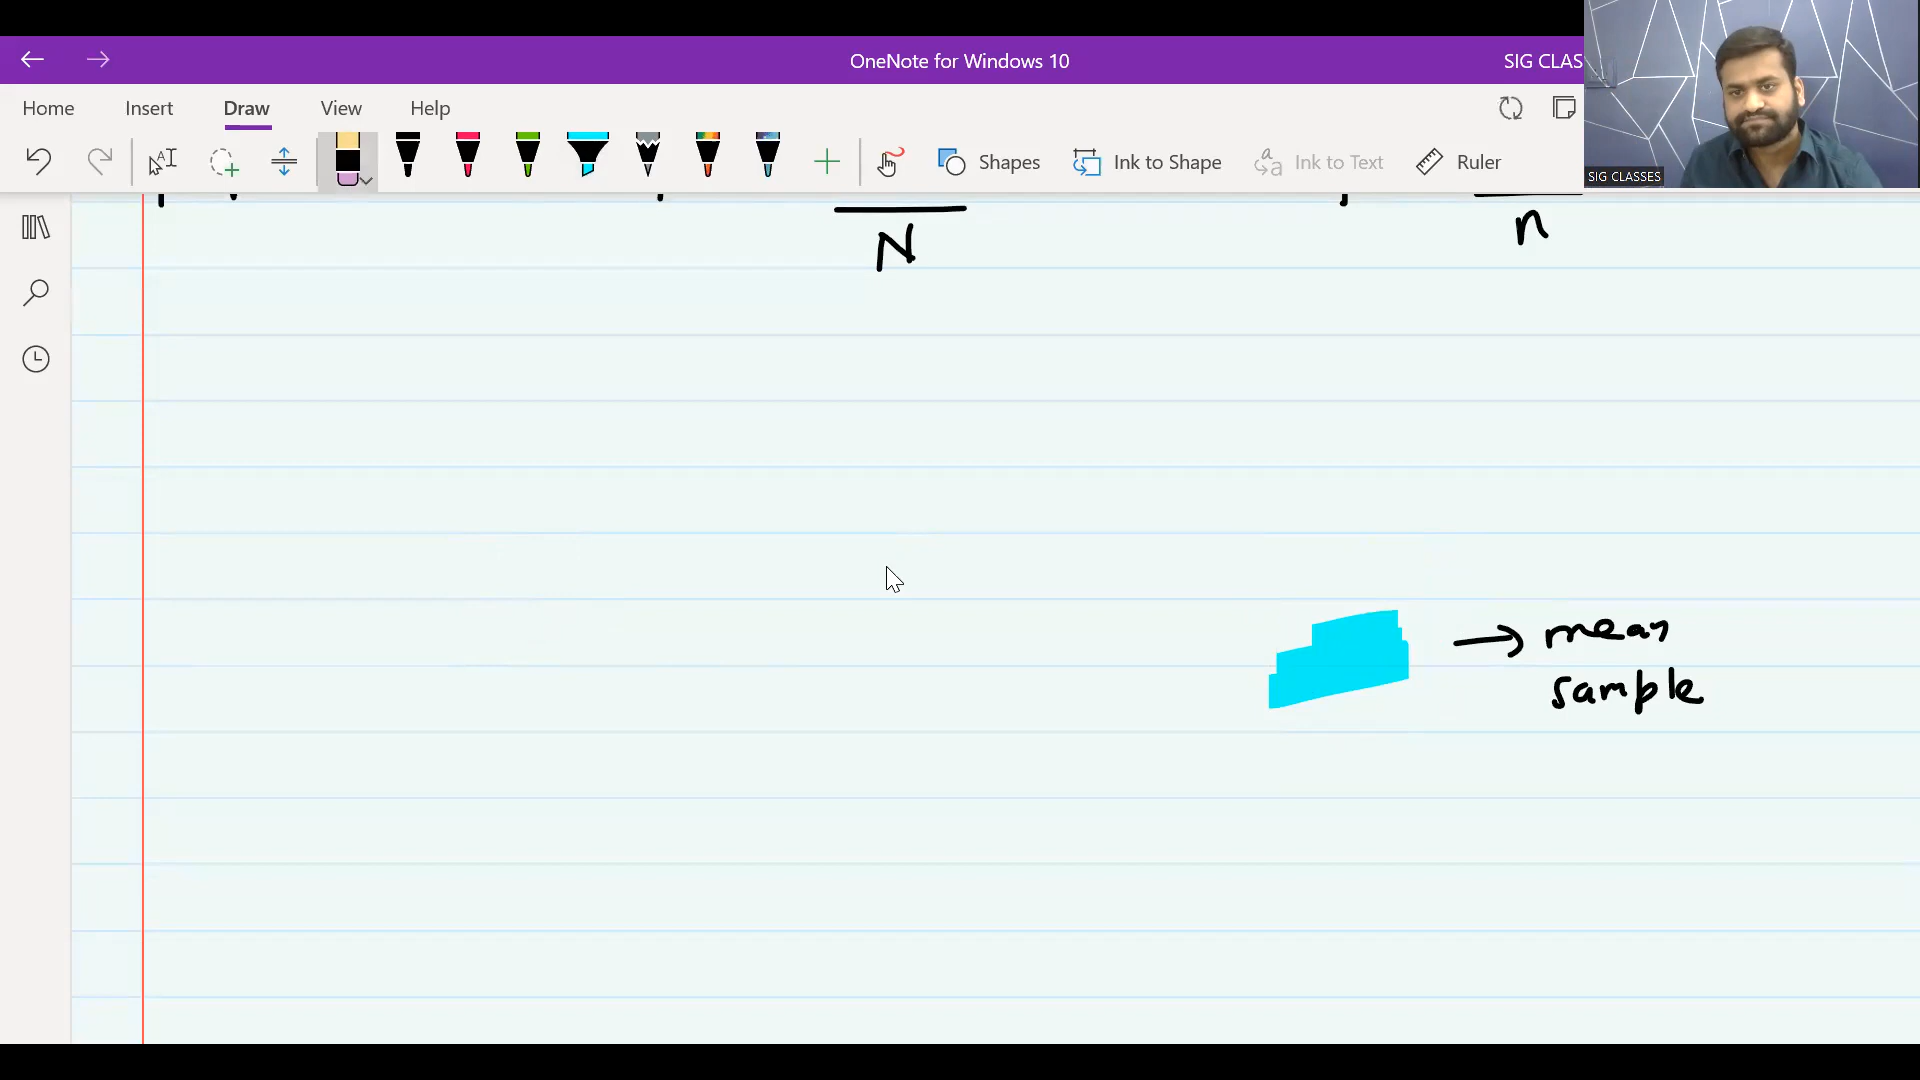 OneNote for Windows 10
SIG CLAS
Home Insert Draw View Help
Shapes Ink to Shape Ink to Text Ruler
SIG CLASSES
N
n
→ mean
sample